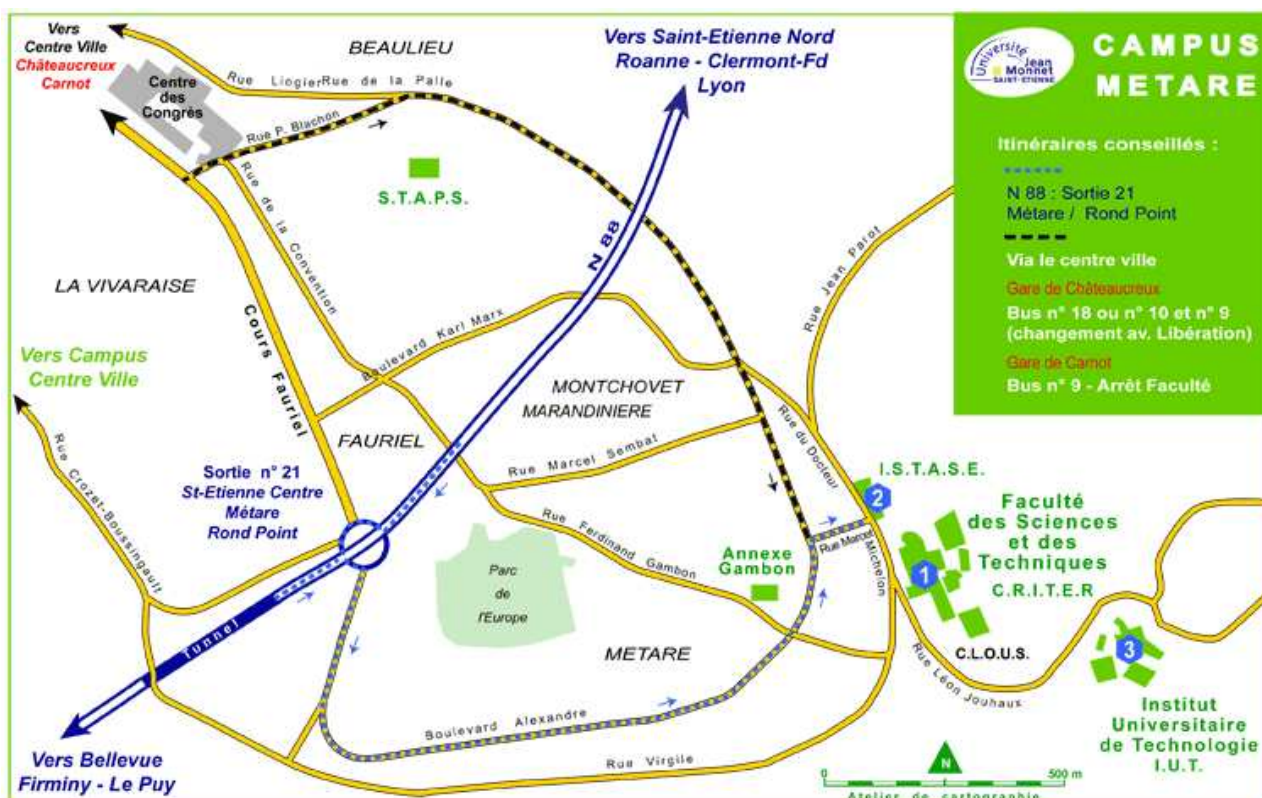 Vers
Centre Ville
Châteaucreux
Carnot
BEAULIEU
Vers Saint-Etienne Nord
Roanne - Clermont-Fd
Lyon
Université
Jean
Monnet
SAINT-ETIENNE
CAMPUS
METARE
Centre
des
Congrés
Rue Liogier
Rue de la Palle
Rue P. Blachon
Itinéraires conseillés :
S.T.A.P.S.
N 88 : Sortie 21
Métare / Rond Point
Rue de la Convention
N 88
Via le centre ville
Rue Jean Parot
LA VIVARAISE
Gare de Châteaucreux
Bus n° 18 ou n° 10 et n° 9
(changement av. Libération)
Boulevard Karl Marx
Gare de Carnot
Bus n° 9 - Arrêt Faculté
Vers Campus
Centre Ville
Cours Fauriel
MONTCHOVET
MARANDINIERE
FAURIEL
Rue du Docteur
Rue Marcel Sembat
Rue Crozet-Boussingault
Sortie n° 21
St-Etienne Centre
Métare
Rond Point
I.S.T.A.S.E.
2
Faculté
des Sciences
et des
Techniques
C.R.I.T.E.R
1
Rue Ferdinand Gambon
Rue Marcel
Michelon
Annexe
Gambon
Parc
de
l'Europe
Tunnel
METARE
C.L.O.U.S.
3
Rue Léon Jouhaux
Institut
Universitaire
de Technologie
I.U.T.
Boulevard Alexandre
Rue Virgile
Vers Bellevue
Firminy - Le Puy
N
0
500 m
Atelier de cartographie